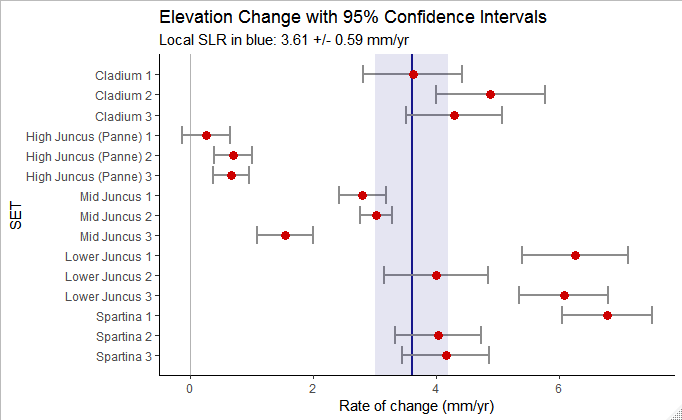 Elevation Change with 95% Confidence Intervals
Local SLR in blue: 3.61 +/- 0.59 mm/yr
SET
Cladium 1
Cladium 2
Cladium 3
High Juncus (Panne) 1
High Juncus (Panne) 2
High Juncus (Panne) 3
Mid Juncus 1
Mid Juncus 2
Mid Juncus 3
Lower Juncus 1
Lower Juncus 2
Lower Juncus 3
Spartina 1
Spartina 2
Spartina 3
0 2 4 6
Rate of change (mm/yr)